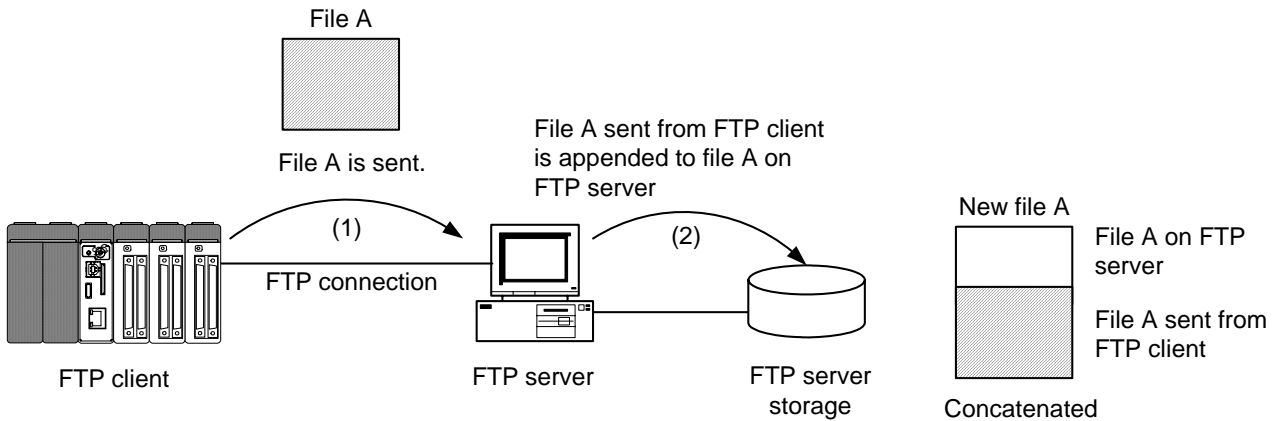 File A
File A is sent.
File A sent from FTP client
is appended to file A on
FTP server
(1)
(2)
FTP connection
FTP client
FTP server
FTP server
storage
New file A
File A on FTP
server
File A sent from
FTP client
Concatenated